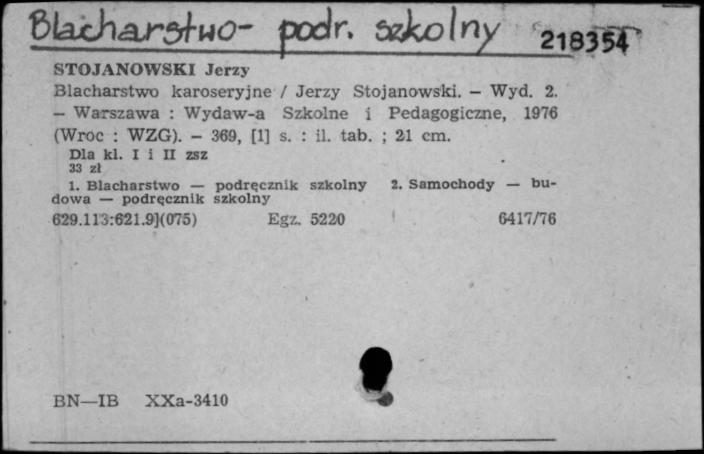 Blacharstwo- podr. szkolny 218354
STOJANOWSKI Jerzy
Blacharstwo karoseryjne / Jerzy Stojanowski. — Wyd. 2.
— Warszawa : Wydaw-a Szkolne i Pedagogiczne, 1976
(Wroc : WZG). — 369, [1] s. : il. tab. ; 21 cm.
Dla kl. I i II zsz
33 zł
1. Blacharstwo — podręcznik szkolny 2. Samochody — bu-
dowa — podręcznik szkolny
629.113:621.9](075) Egz. 5220 6417/76
BN—IB XXa-3410